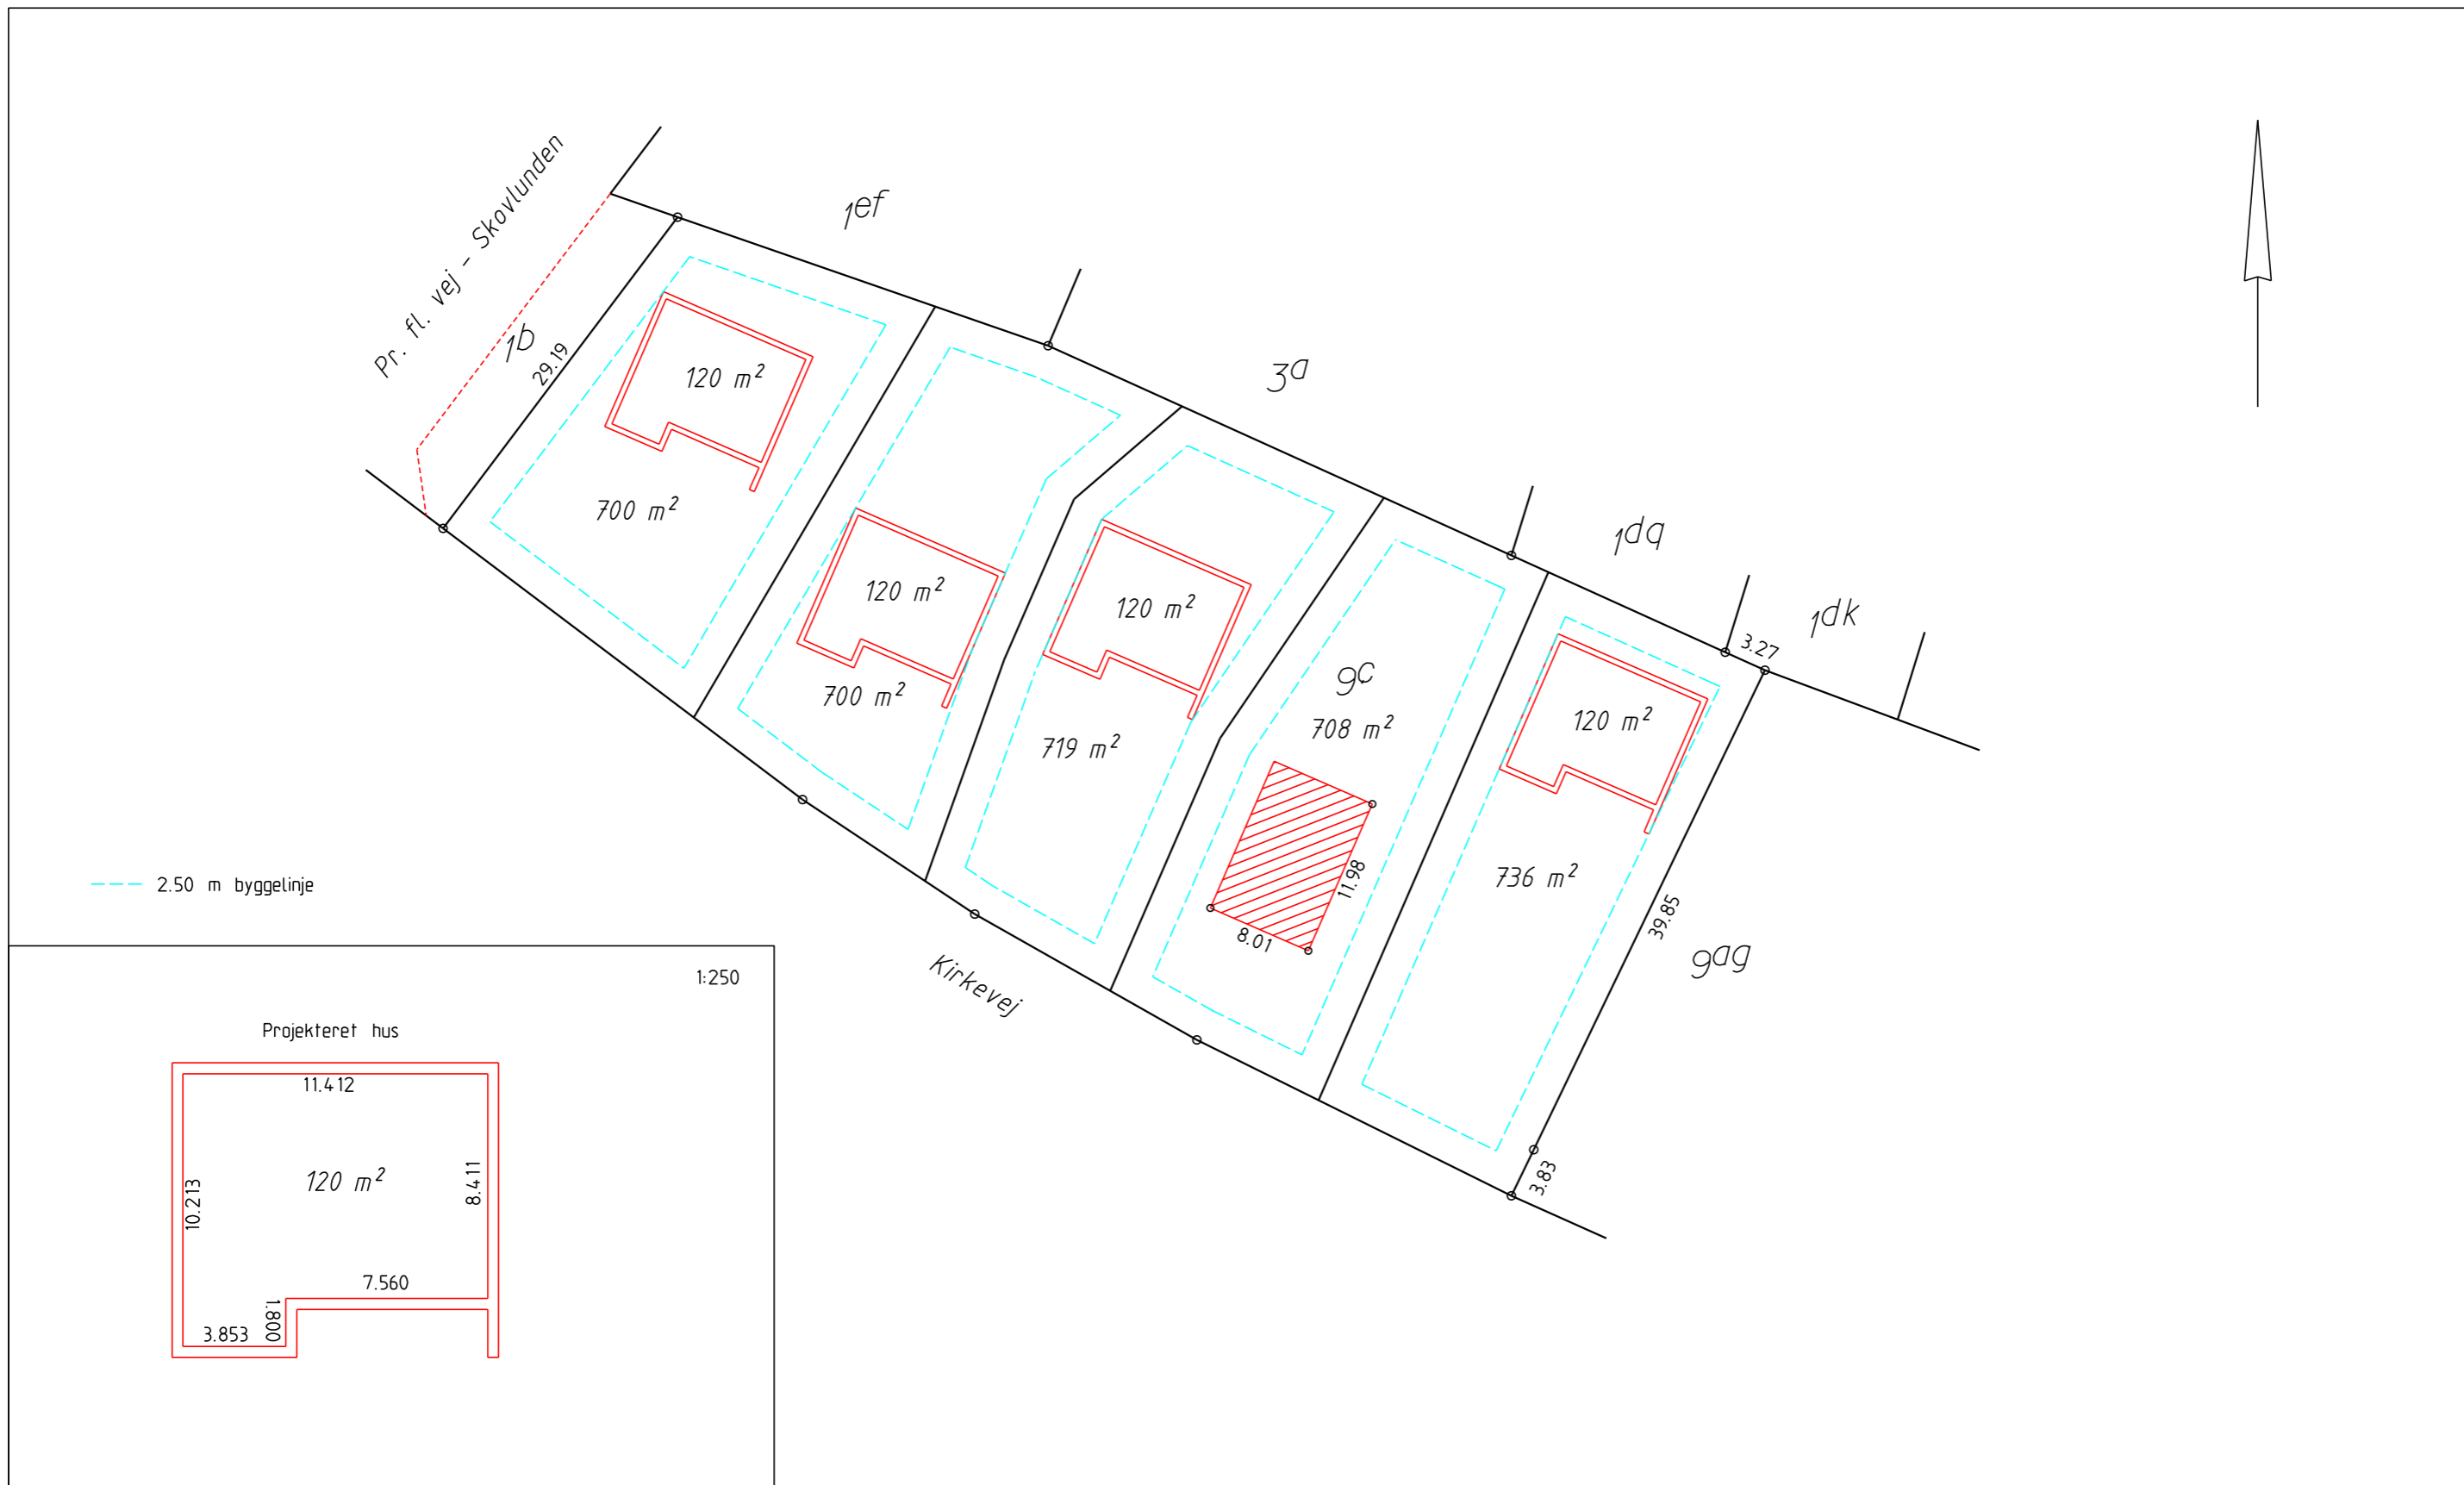 Pr. fl. vej - Skovlunden
1ef
1b
29.19
120 m²
700 m²
3a
1dq
1dk
3.27
120 m²
700 m²
120 m²
719 m²
9c
708 m²
11.98
8.01
120 m²
736 m²
39.85
9ag
3.83
Kirkevej
2.50 m byggelinje
1:250
Projekteret hus
11.412
120 m²
10.213
8.411
7.560
1.800
3.853